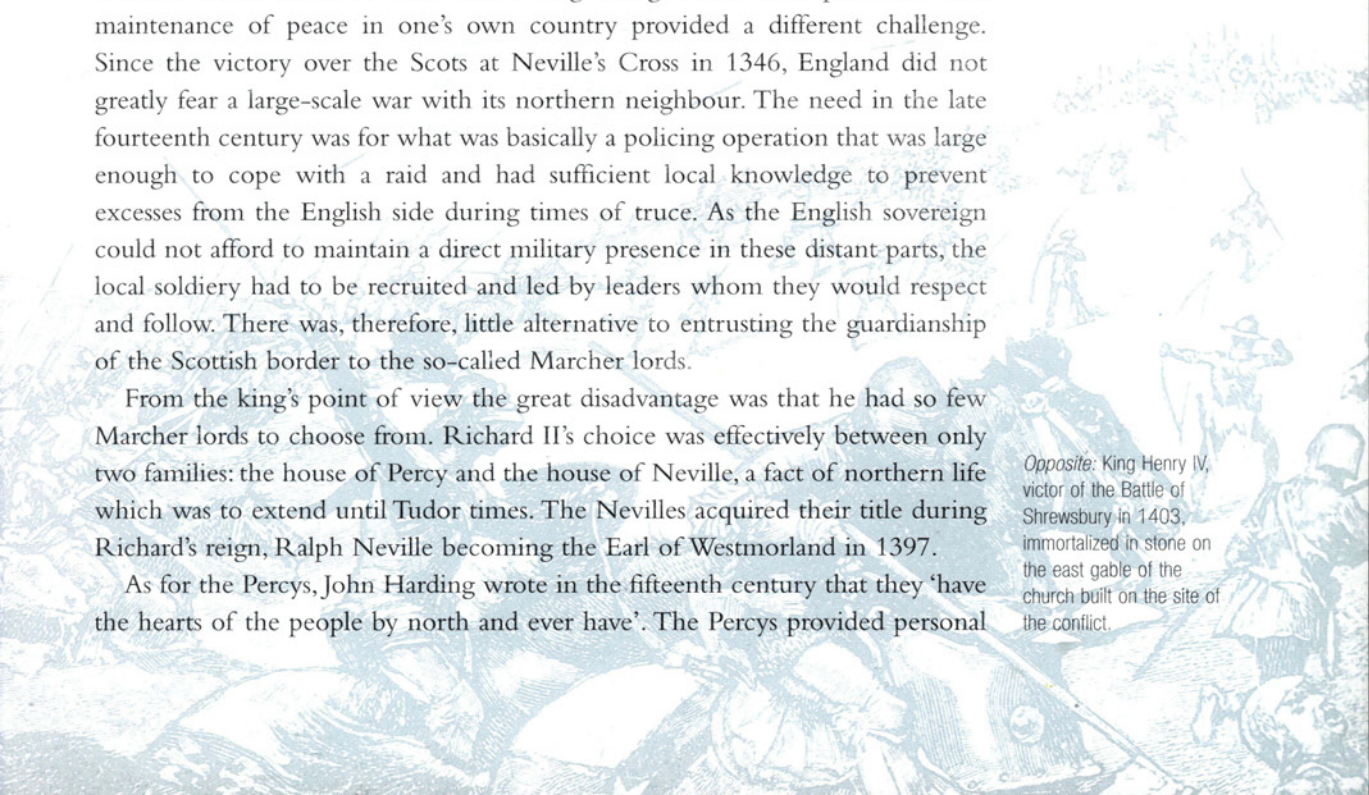 maintenance of peace in one's own country provided a different challenge.
Since the victory over the Scots at Neville's Cross in 1346, England did not
greatly fear a large-scale war with its northern neighbour. The need in the late
fourteenth century was for what was basically a policing operation that was large
enough to cope with a raid and had sufficient local knowledge to prevent
excesses from the English side during times of truce. As the English sovereign
could not afford to maintain a direct military presence in these distant parts, the
local soldiery had to be recruited and led by leaders whom they would respect
and follow. There was, therefore, little alternative to entrusting the guardianship
of the Scottish border to the so-called Marcher lords.
From the king's point of view the great disadvantage was that he had so few
Marcher lords to choose from. Richard II's choice was effectively between only
two families: the house of Percy and the house of Neville, a fact of northern life
which was to extend until Tudor times. The Nevilles acquired their title during
Richard's reign, Ralph Neville becoming the Earl of Westmorland in 1397.
As for the Percys, John Harding wrote in the fifteenth century that they 'have
the hearts of the people by north and ever have'. The Percys provided personal
Opposite: King Henry IV,
victor of the Battle of
Shrewsbury in 1403,
immortalized in stone on
the east gable of the
church built on the site of
the conflict.